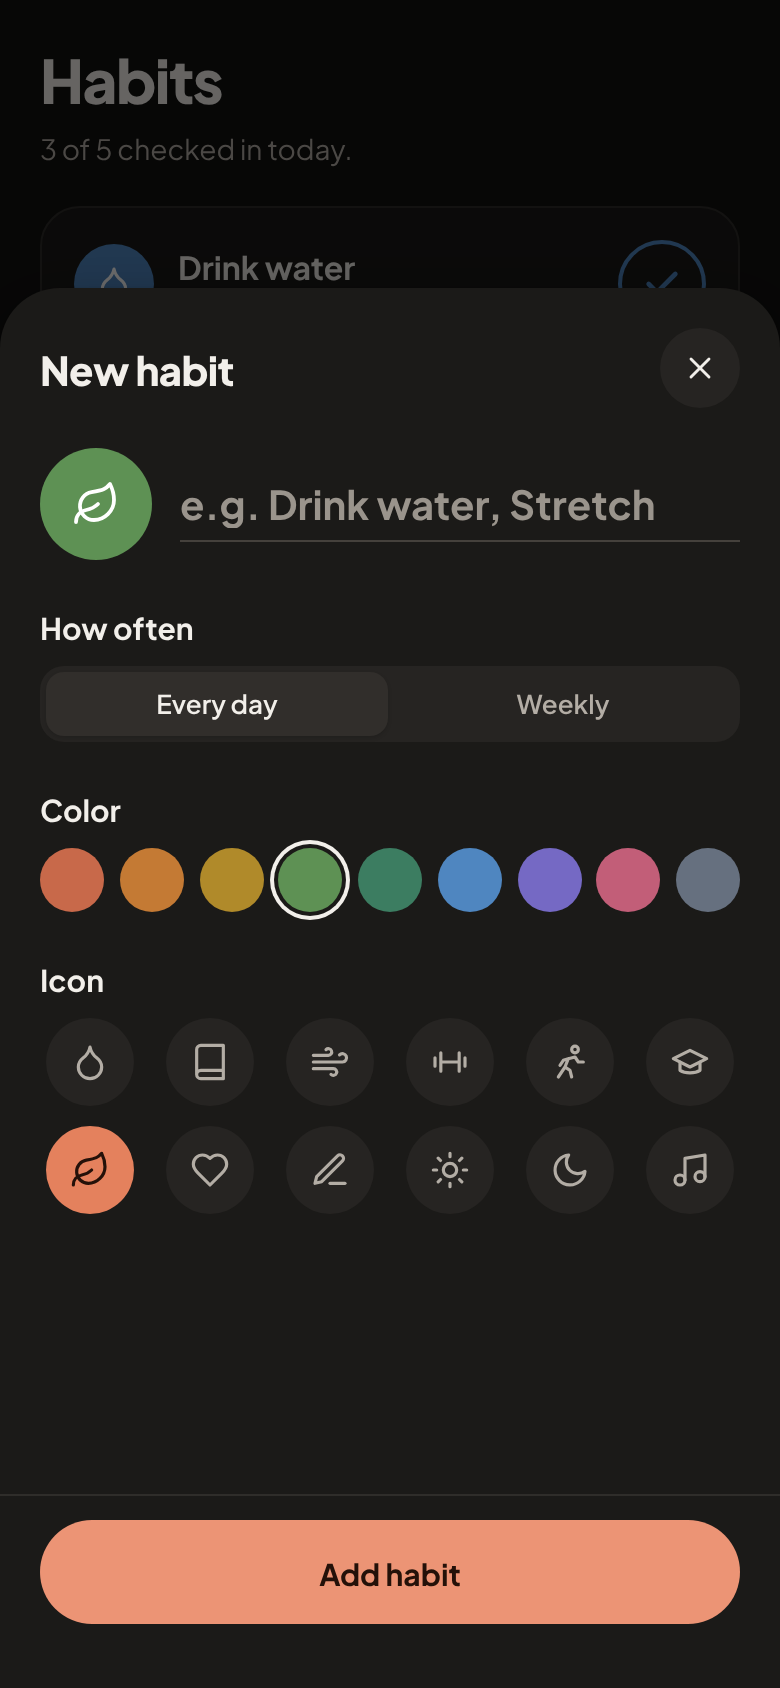 Habits
3 of 5 checked in today.
Drink water
New habit
e.g. Drink water, Stretch
How often
Every day
Weekly
Color
Icon
Add habit